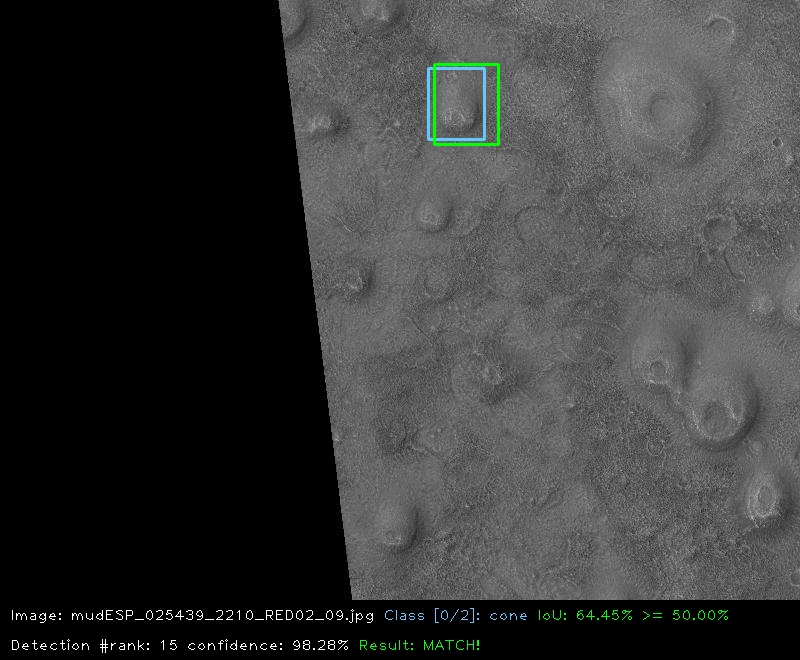 Image: mudESP_025439_2210_RED02_09.jpg Class [0/2]: cone IoU: 64.45% >= 50.00%
Detection #rank: 15 confidence: 98.28% Result: MATCH!